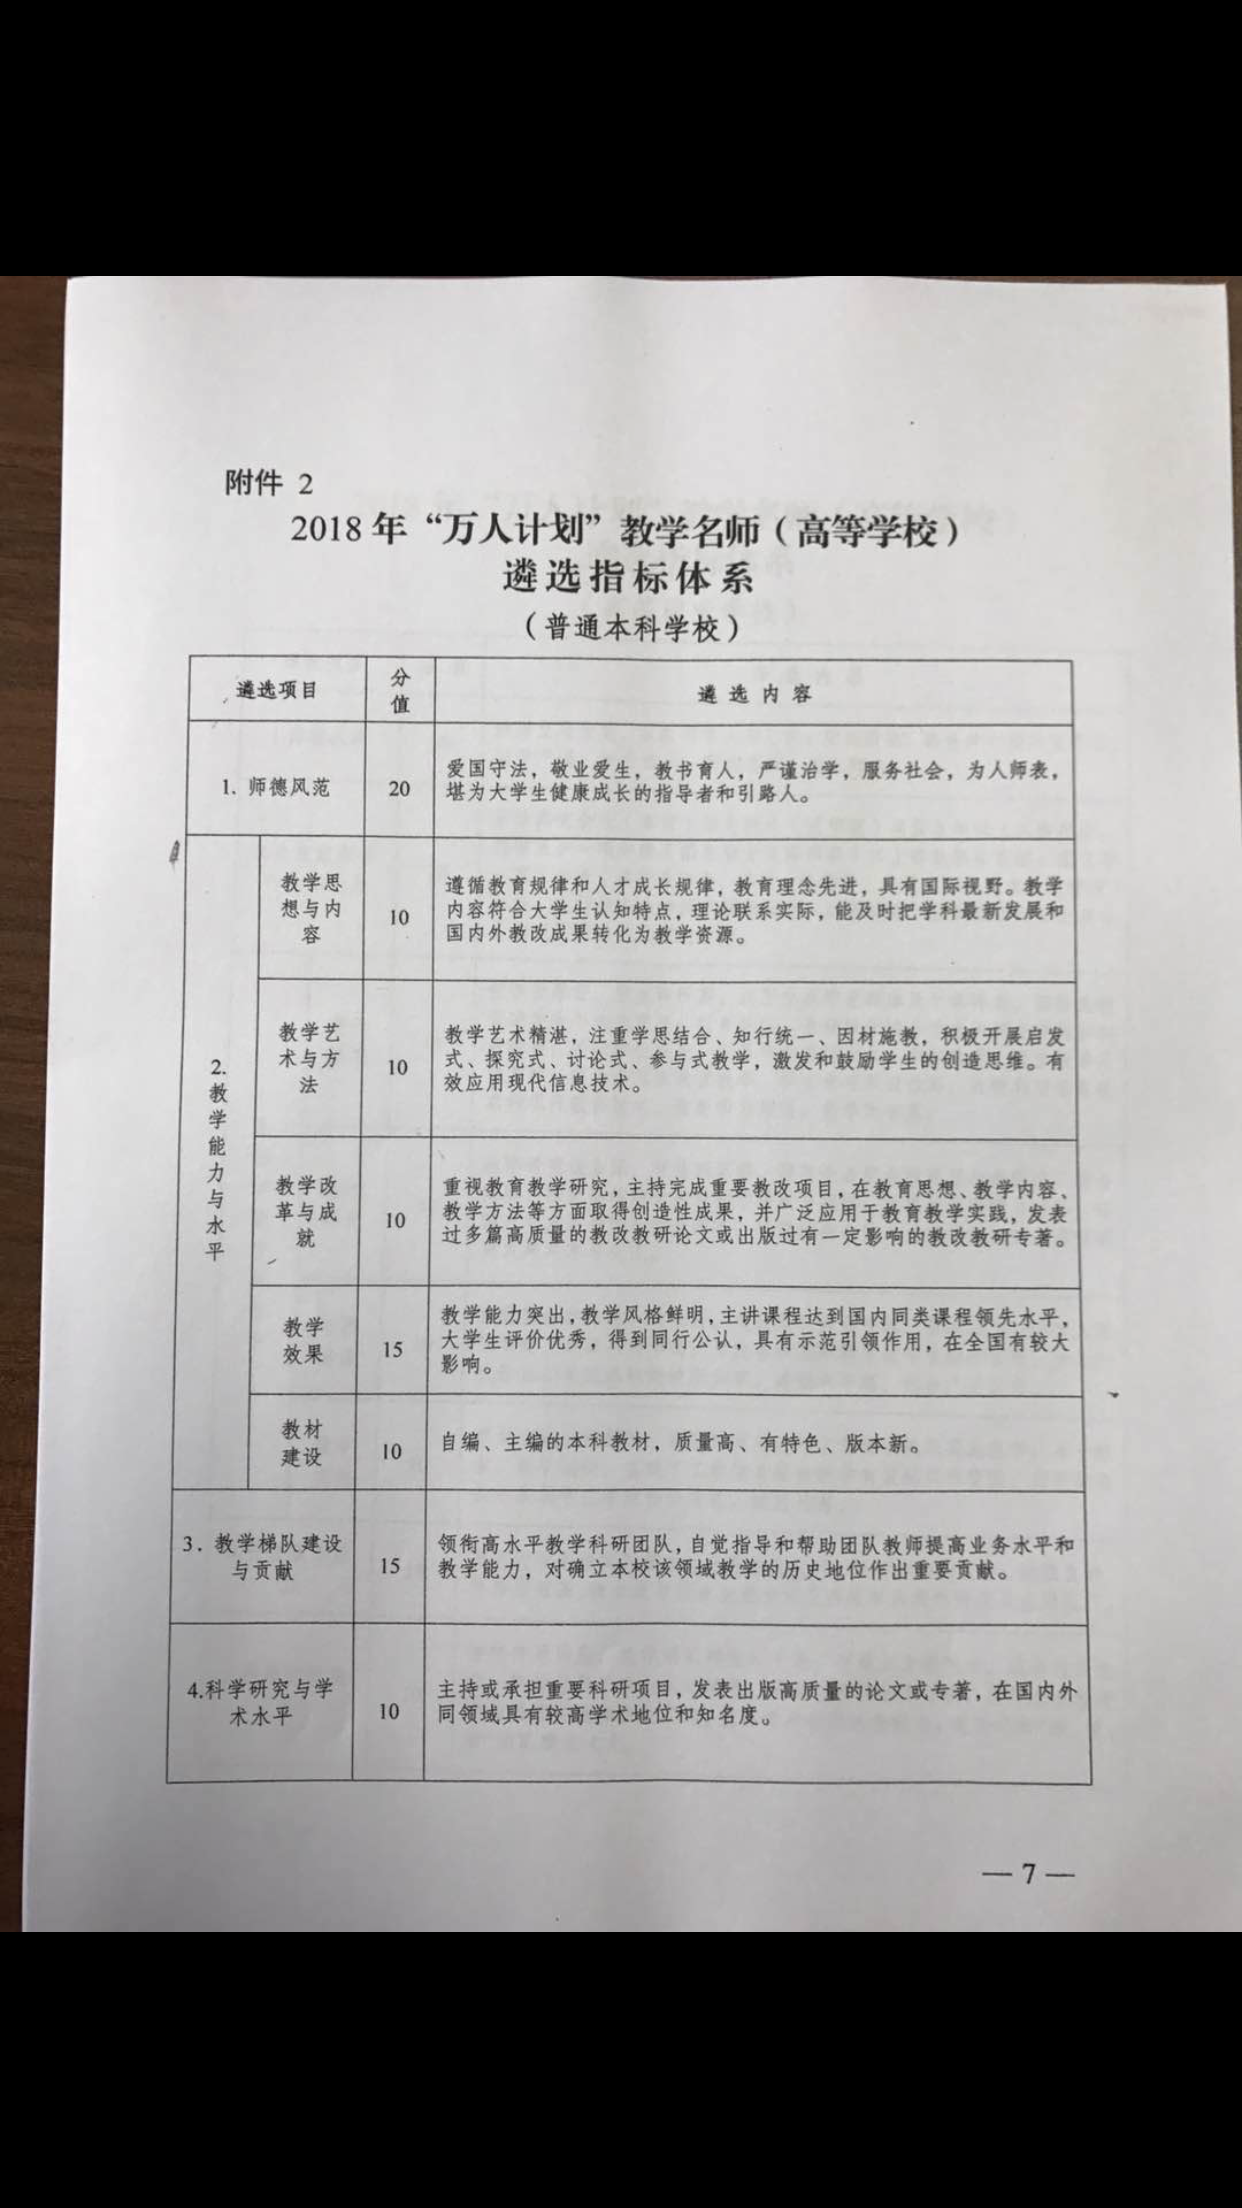 附件 2
2018 年“万人计划”教学名师（高等学校）
遴选指标体系
（普通本科学校）
遴选项目
分
值
遴 选 内 容
1. 师德风范
20
爱国守法，敬业爱生，教书育人，严谨治学，服务社会，为人师表，
堪为大学生健康成长的指导者和引路人。
2.
教
学
能
力
与
水
平
教学思
想与内
容
10
遵循教育规律和人才成长规律，教育理念先进，具有国际视野。教学
内容符合大学生认知特点，理论联系实际，能及时把学科最新发展和
国内外教改成果转化为教学资源。
教学艺
术与方
法
10
教学艺术精湛，注重学思结合、知行统一、因材施教，积极开展启发
式、探究式、讨论式、参与式教学，激发和鼓励学生的创造思维。有
效应用现代信息技术。
教学改
革与成
就
10
重视教育教学研究，主持完成重要教改项目，在教育思想、教学内容、
教学方法等方面取得创造性成果，并广泛应用于教育教学实践，发表
过多篇高质量的教改教研论文或出版过有一定影响的教改教研专著。
教学
效果
15
教学能力突出，教学风格鲜明，主讲课程达到国内同类课程领先水平，
大学生评价优秀，得到同行公认，具有示范引领作用，在全国有较大
影响。
教材
建设
10
自编、主编的本科教材，质量高、有特色、版本新。
3. 教学梯队建设
与贡献
15
领衔高水平教学科研团队，自觉指导和帮助团队教师提高业务水平和
教学能力，对确立本校该领域教学的历史地位作出重要贡献。
4.科学研究与学
术水平
10
主持或承担重要科研项目，发表出版高质量的论文或专著，在国内外
同领域具有较高学术地位和知名度。
— 7 —